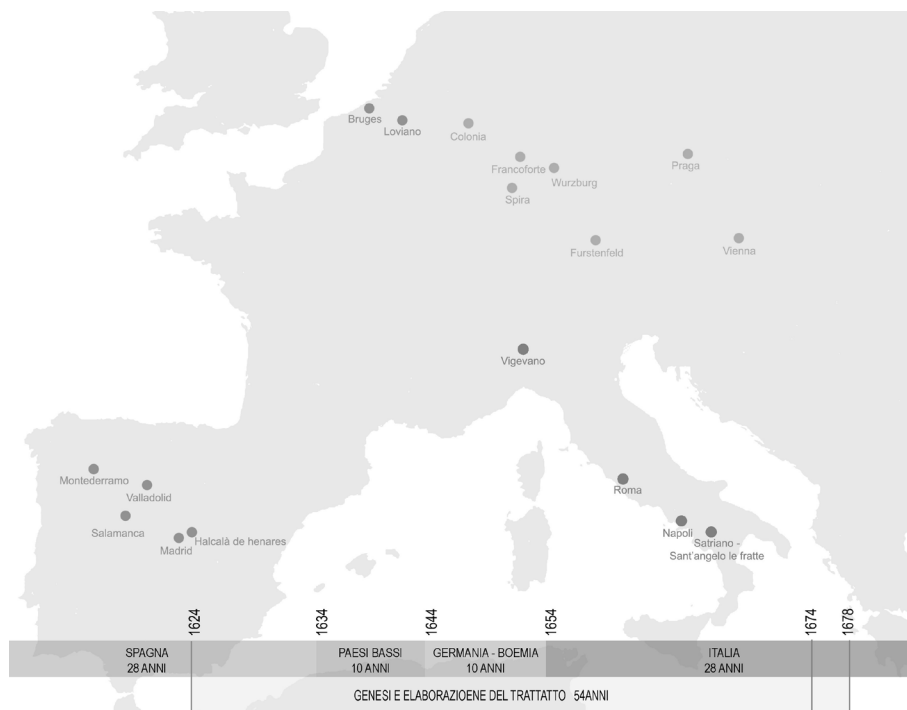 Bruges
Loviano
Colonia
Francoforte
Wurzburg
Spira
Praga
Furstenfeld
Vienna
Vigevano
Montederramo
Valladolid
Salamanca
Madrid
Halcalà de henares
Roma
Napoli
Satriano -
Sant'angelo le fratte
1624
1634
1644
1654
1674
1678
SPAGNA
28 ANNI
PAESI BASSI
10 ANNI
GERMANIA - BOEMIA
10 ANNI
ITALIA
28 ANNI
GENESI E ELABORAZIOENE DEL TRATTATTO 54ANNI